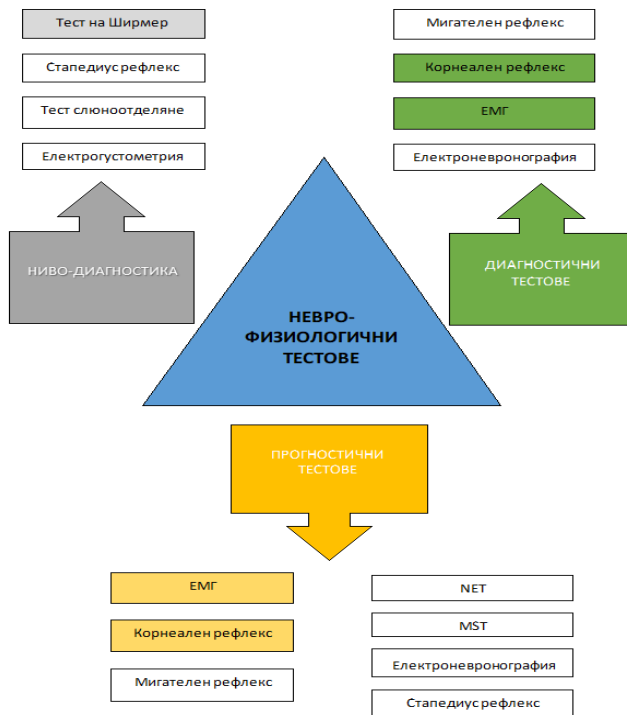 Тест на Ширмер
Стапедиус рефлекс
Тест слюноотделяне
Електрогустометрия
НИВО-ДИАГНОСТИКА
Мигателен рефлекс
Корнеален рефлекс
ЕМГ
Електроневронография
ДИАГНОСТИЧНИ
ТЕСТОВЕ
НЕВРО-
ФИЗИОЛОГИЧНИ
ТЕСТОВЕ
ПРОГНОСТИЧНИ
ТЕСТОВЕ
ЕМГ
Корнеален рефлекс
Мигателен рефлекс
NET
MST
Електроневронография
Стапедиус рефлекс